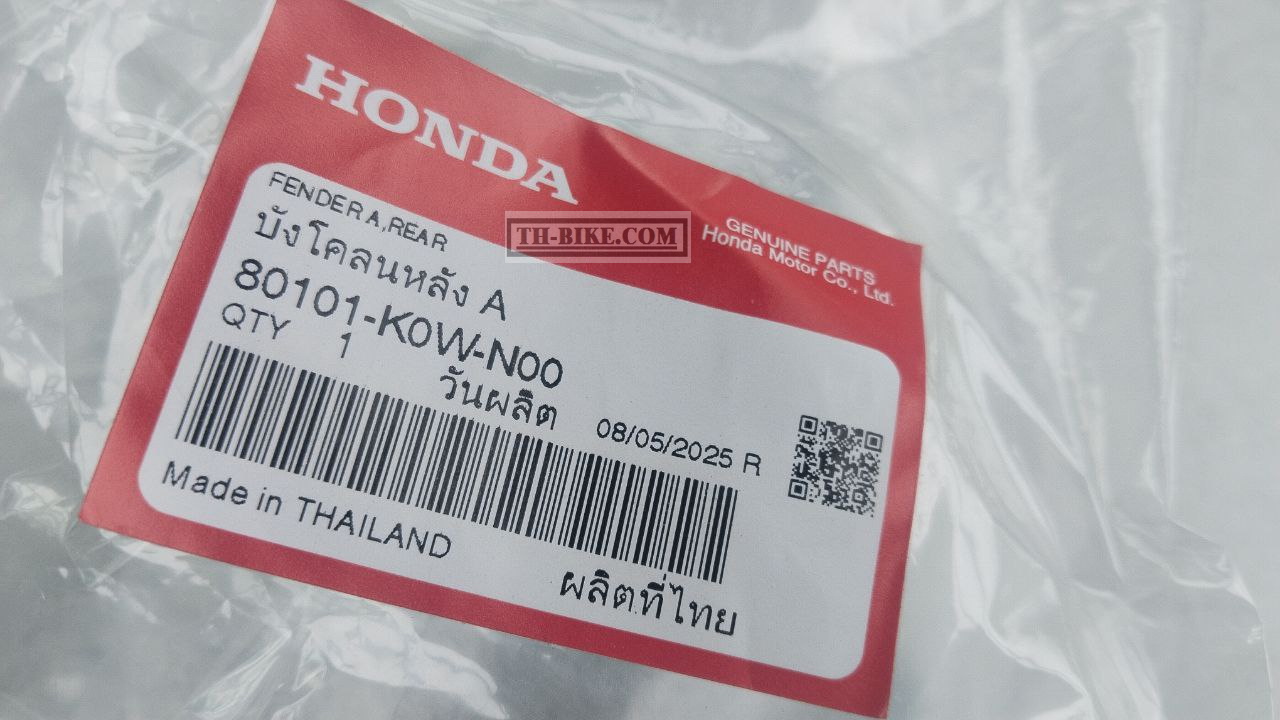 HONDA
GENUINE PARTS
Honda Motor Co., Ltd.
TH-BIKE.COM
FENDER A,REAR
บังโคลนหลัง A
80101-K0W-N00
QTY 1
วันผลิต 08/05/2025 R
Made in THAILAND
ผลิตที่ไทย